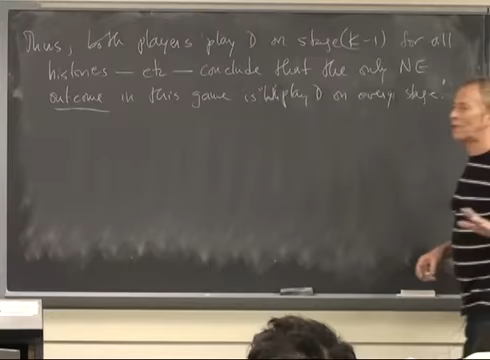 Thus, both players play D on stage (k-1) for all
histories — etc — conclude that the only NE
outcome in this game is "play D on every stage."